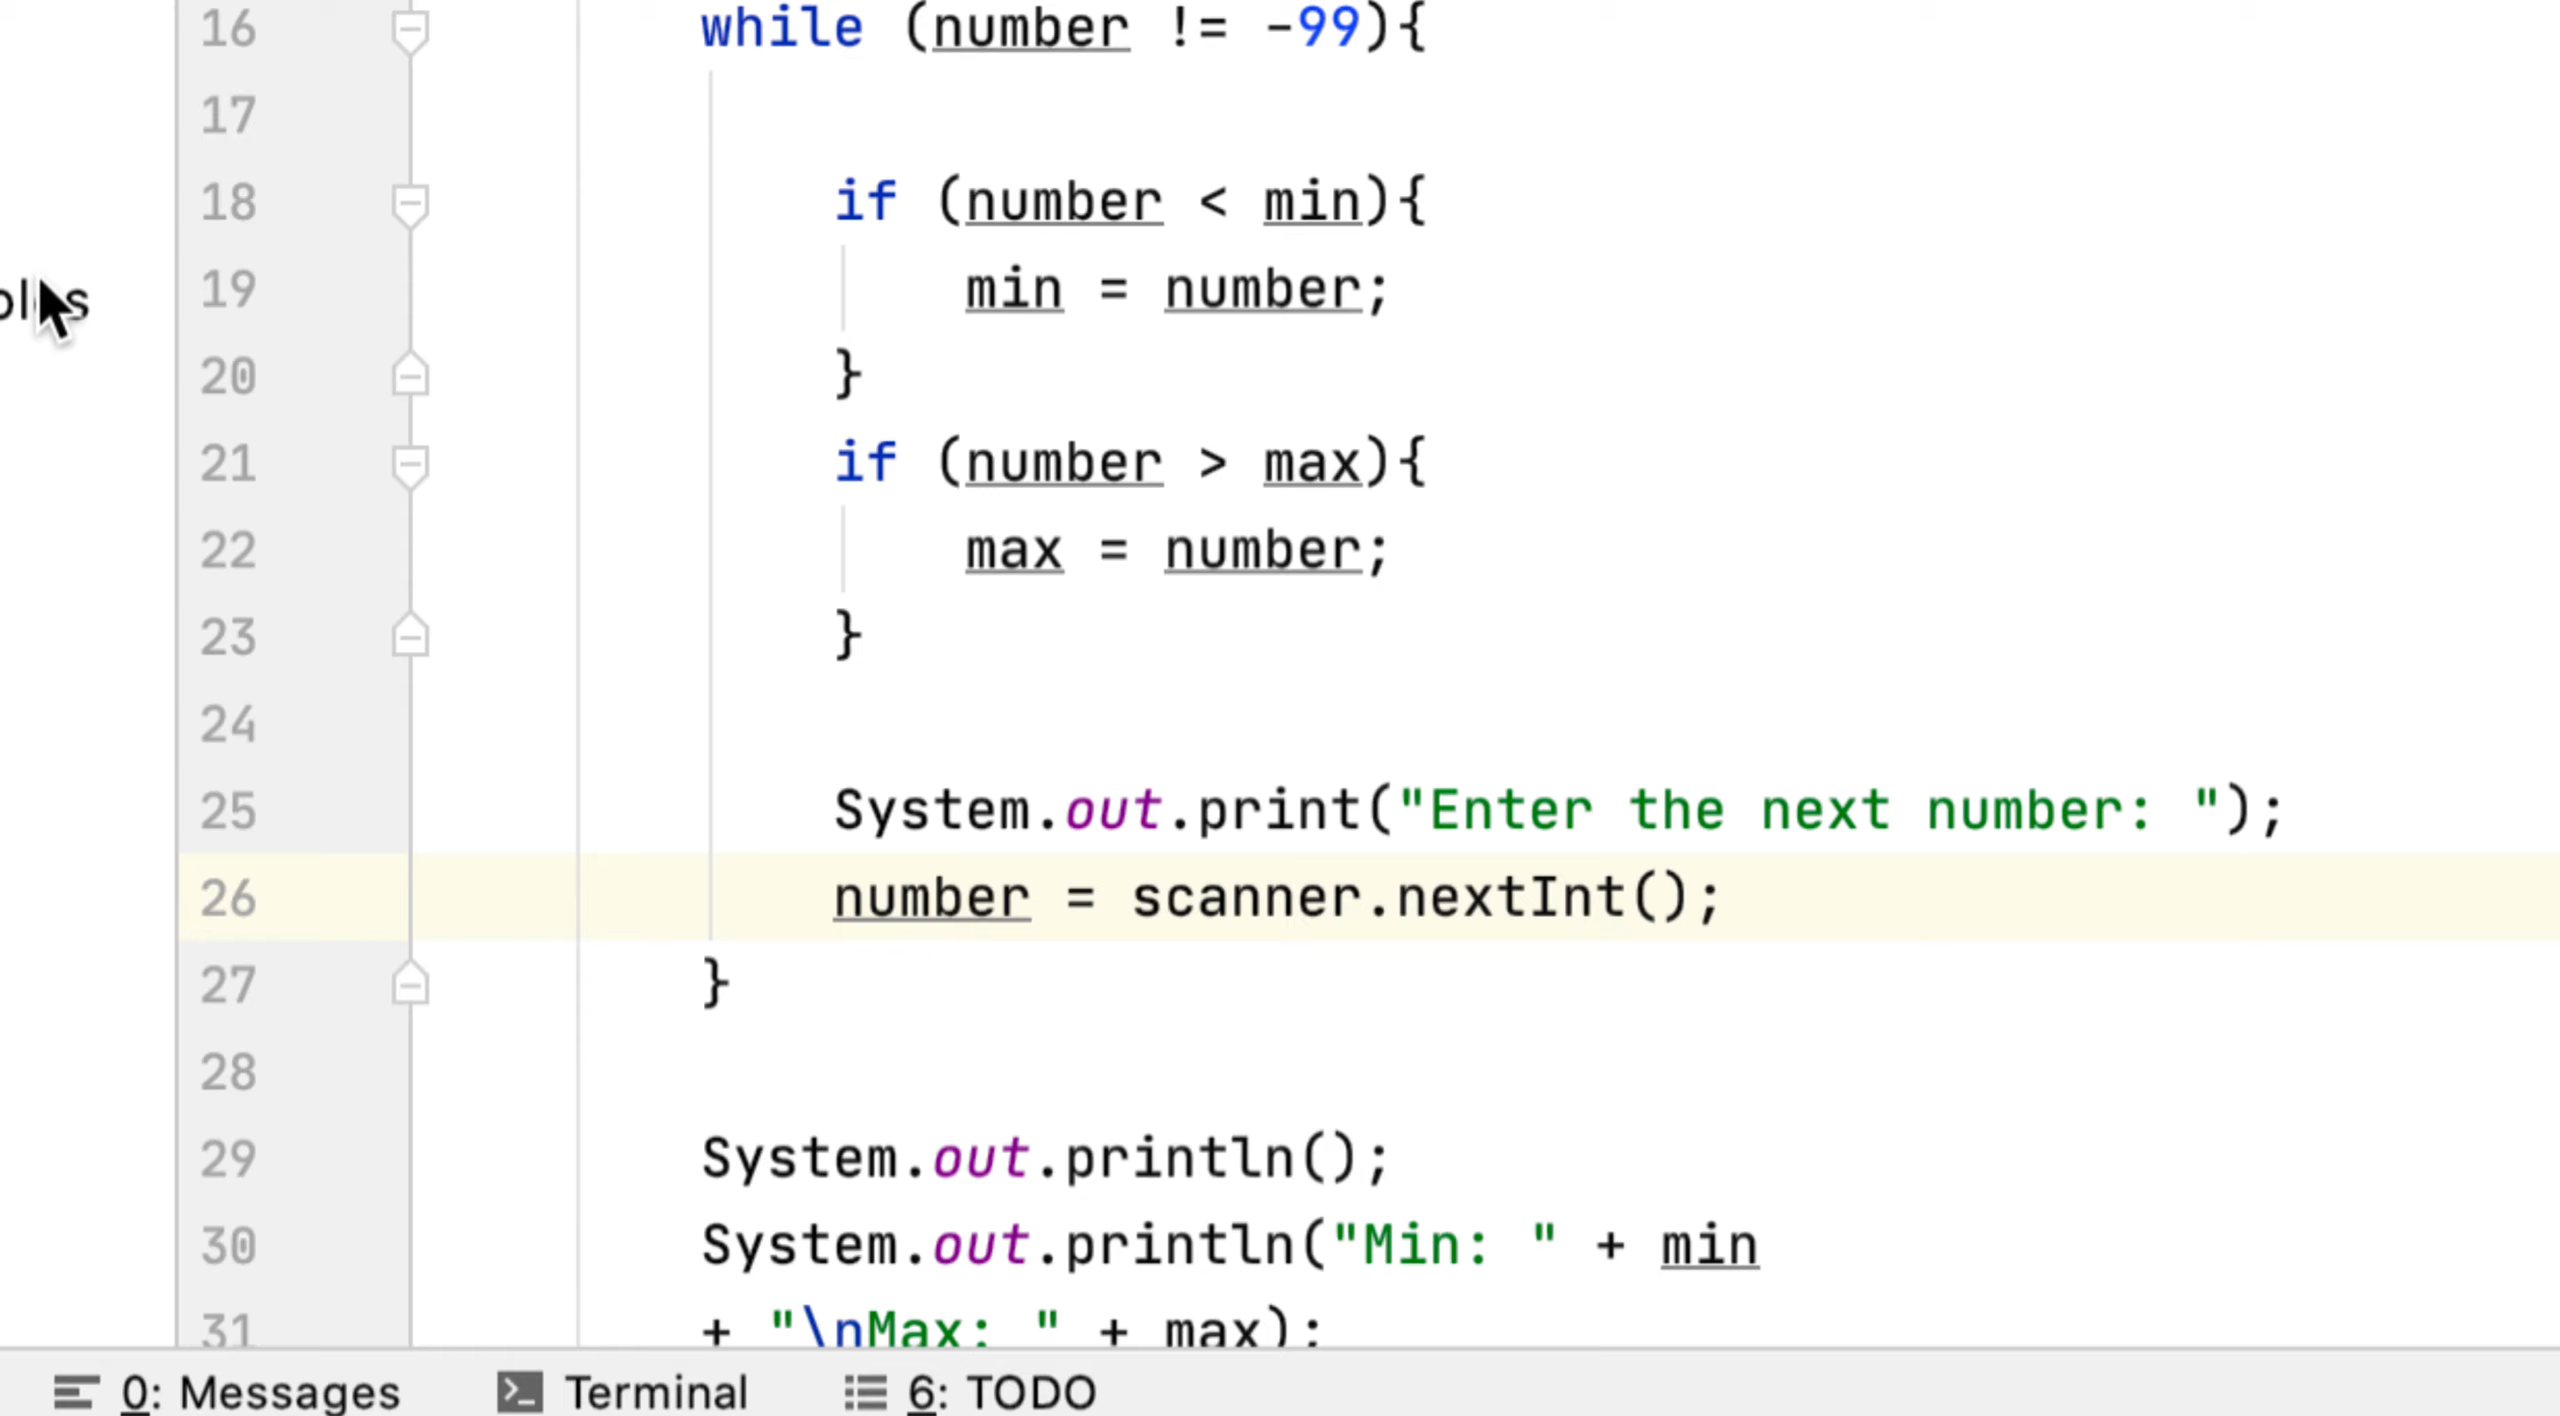 16 while (number != -99){
17
18 if (number < min){
19 min = number;
20 }
21 if (number > max){
22 max = number;
23 }
24
25 System.out.print("Enter the next number: ");
26 number = scanner.nextInt();
27 }
28
29 System.out.println();
30 System.out.println("Min: " + min
31 + "\nMax: " + max);
0: Messages Terminal 6: TODO